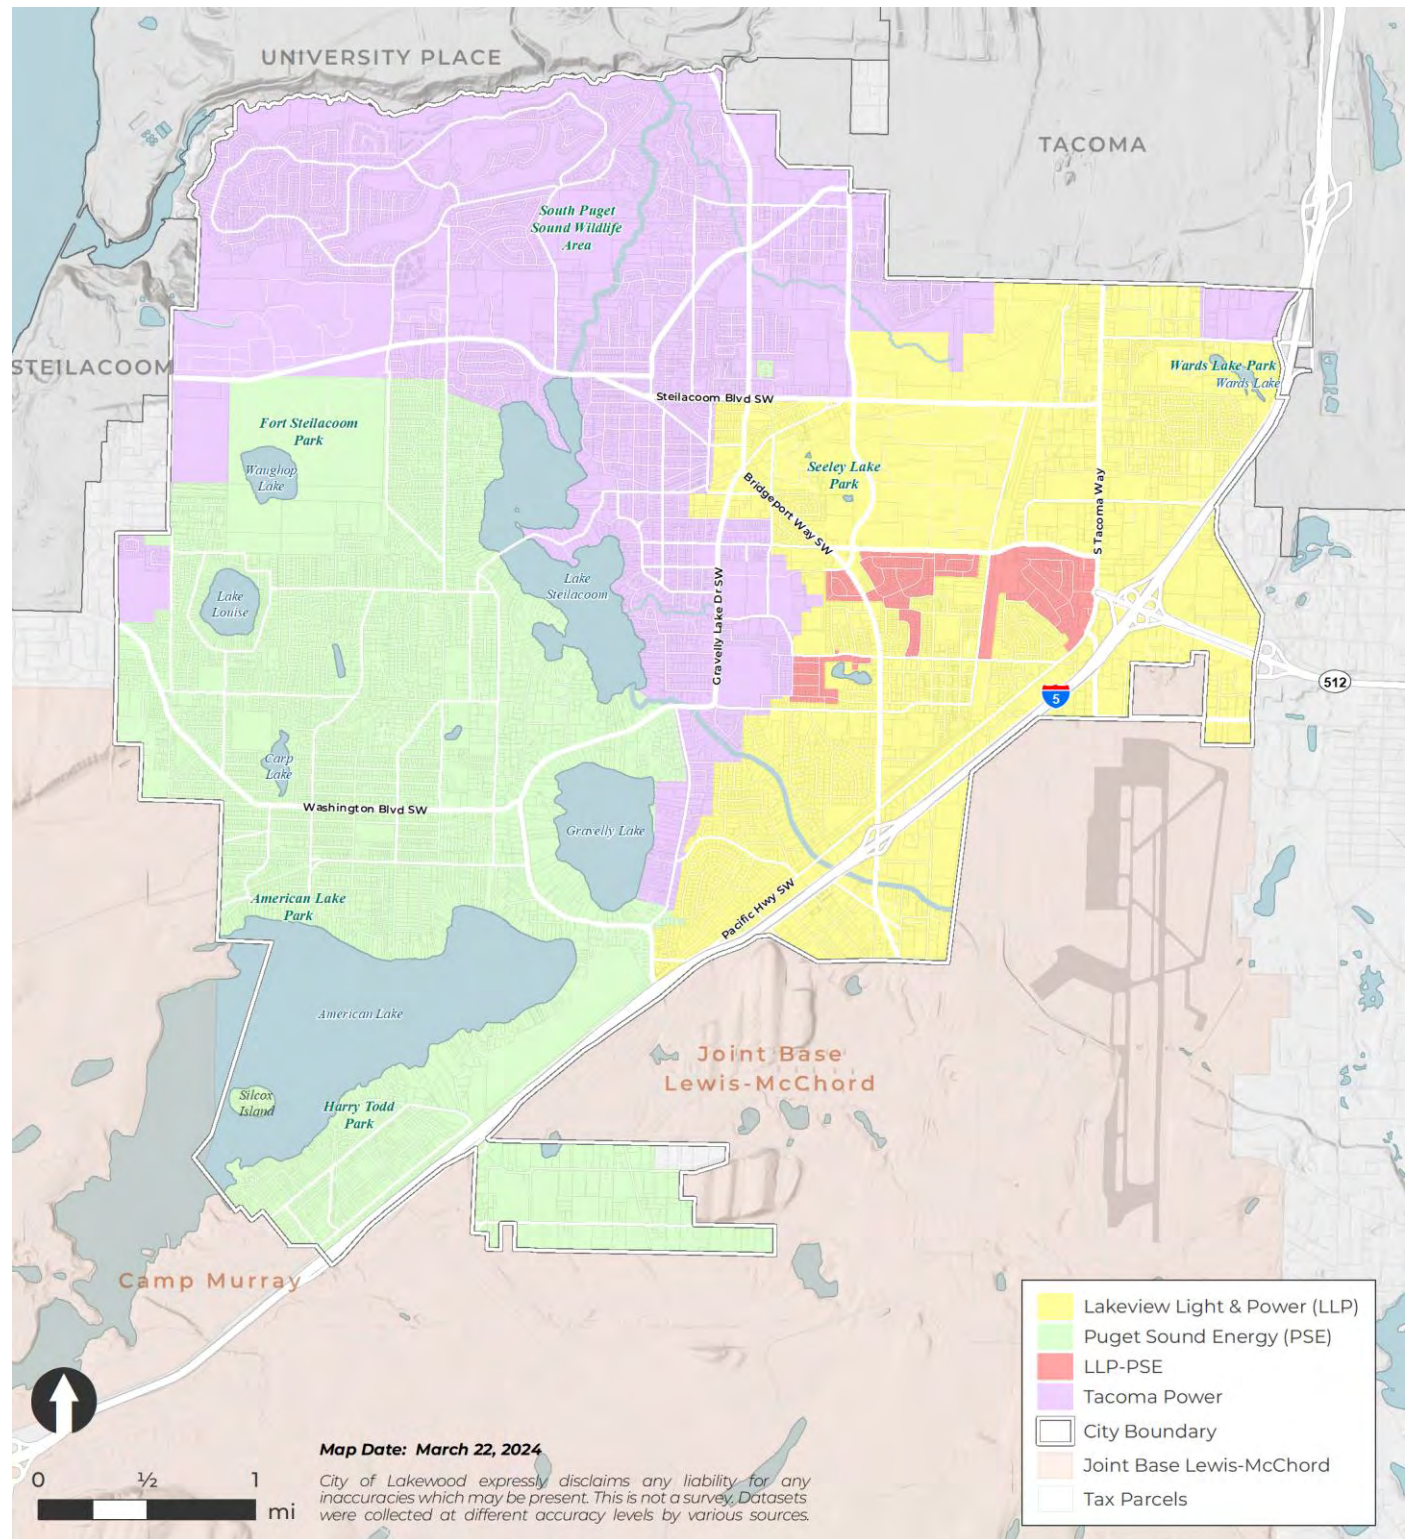 UNIVERSITY PLACE
TACOMA
South Puget
Sound Wildlife
Area
STEILACOOM
Wards Lake Park
Wards Lake
Steilacoom Blvd SW
Fort Steilacoom
Park
Waughop
Lake
Seeley Lake
Park
Bridgeport Way SW
S Tacoma Way
Lake
Steilacoom
Lake
Louise
Gravelly Lake Dr SW
512
5
Carp
Lake
Washington Blvd SW
Gravelly Lake
American Lake
Park
Pacific Hwy SW
American Lake
Joint Base
Lewis-McChord
Silcox
Island
Harry Todd
Park
Camp Murray
Lakeview Light & Power (LLP)
Puget Sound Energy (PSE)
LLP-PSE
Tacoma Power
City Boundary
Joint Base Lewis-McChord
Tax Parcels
Map Date: March 22, 2024
City of Lakewood expressly disclaims any liability for any
inaccuracies which may be present. This is not a survey. Datasets
were collected at different accuracy levels by various sources.
0 ½ 1
mi